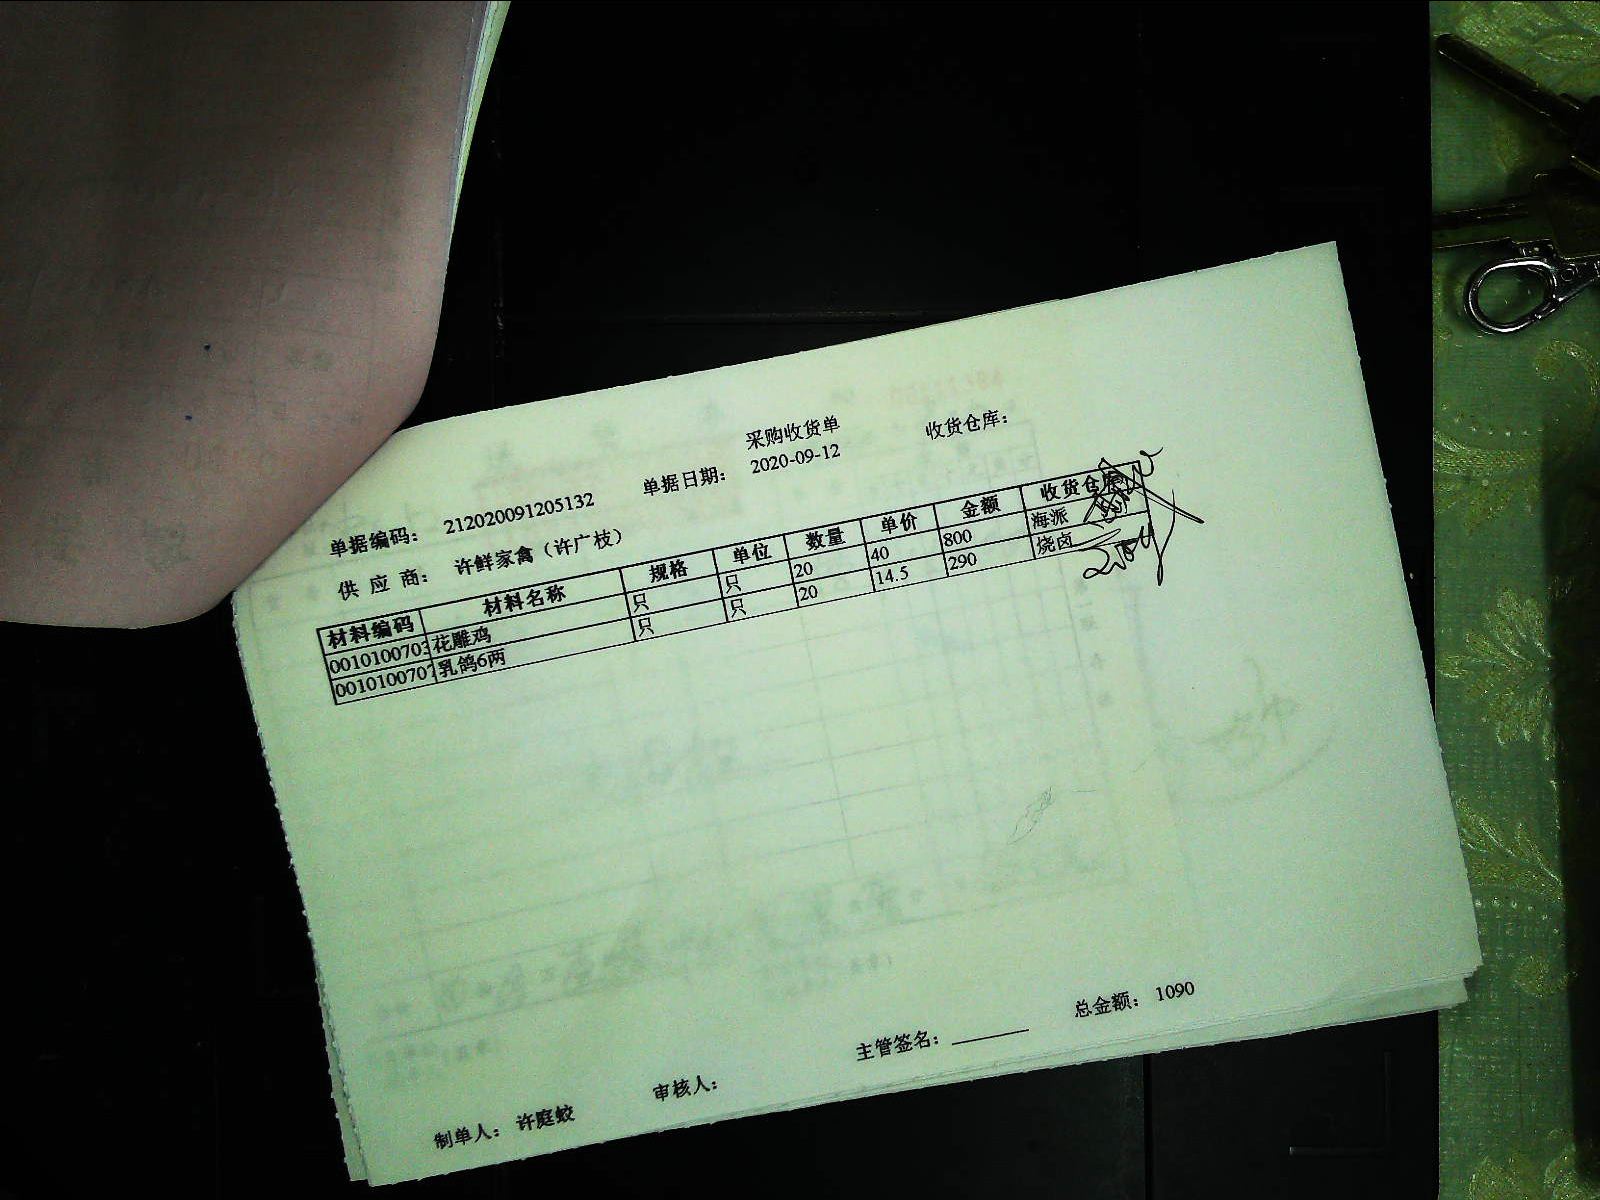 采购收货单
单据编码： 212020091205132 单据日期： 2020-09-12 收货仓库：
供 应 商： 许鲜家禽（许广枝）
材料编码 材料名称 规格 单位 数量 单价 金额 收货仓库
0010100703 花雕鸡 只 只 20 40 800 海派
001010070 乳鸽6两 只 只 20 14.5 290 烧卤
总金额： 1090
制单人： 许庭蛟 审核人： 主管签名：